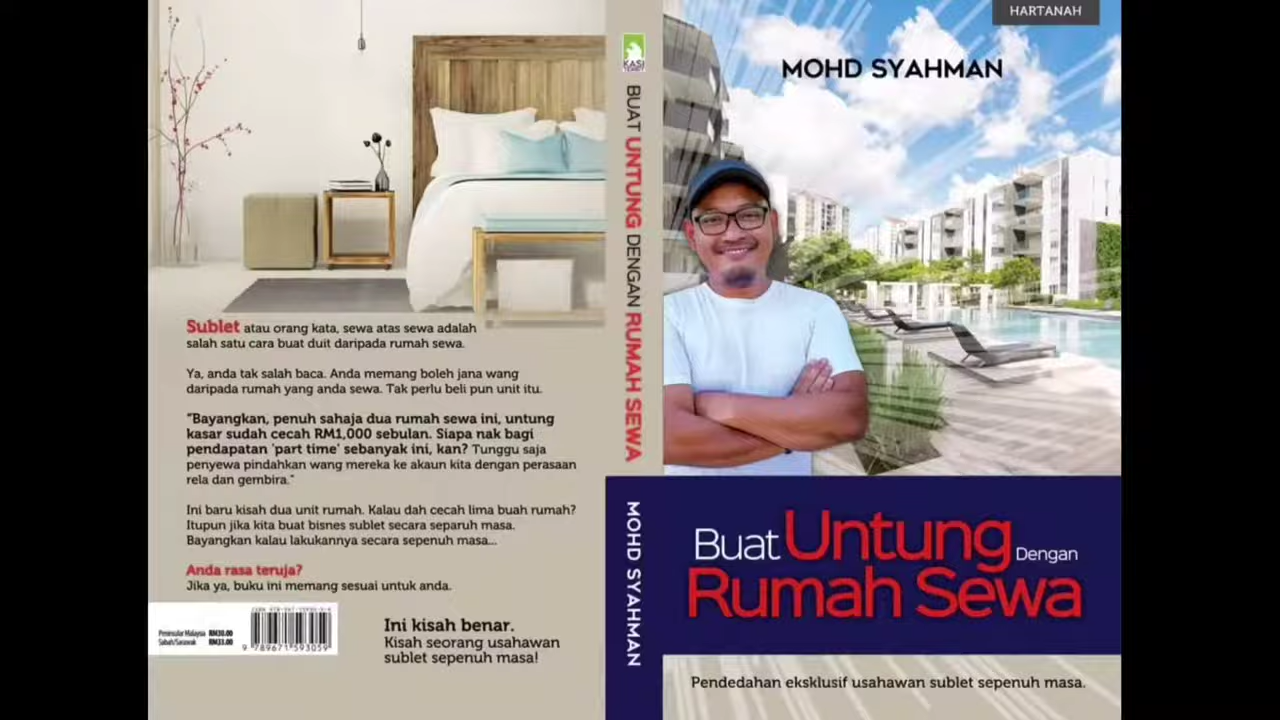 Sublet atau orang kata, sewa atas sewa adalah
salah satu cara buat duit daripada rumah sewa.
Ya, anda tak salah baca. Anda memang boleh jana wang
daripada rumah yang anda sewa. Tak perlu beli pun unit itu.
"Bayangkan, penuh sahaja dua rumah sewa ini, untung
kasar sudah cecah RM1,000 sebulan. Siapa nak bagi
pendapatan 'part time' sebanyak ini, kan? Tunggu saja
penyewa pindahkan wang mereka ke akaun kita dengan perasaan
rela dan gembira."
Ini baru kisah dua unit rumah. Kalau dah cecah lima buah rumah?
Itupun jika kita buat bisnes sublet secara separuh masa.
Bayangkan kalau lakukannya secara sepenuh masa...
Anda rasa teruja?
Jika ya, buku ini memang sesuai untuk anda.
Peninsular Malaysia RM30.00
Sabah/Sarawak RM33.00
9 789671 593059
Ini kisah benar.
Kisah seorang usahawan
sublet sepenuh masa!
KASI
BUAT UNTUNG DENGAN RUMAH SEWA
MOHD SYAHMAN
HARTANAH
MOHD SYAHMAN
Buat Untung Dengan
Rumah Sewa
Pendedahan eksklusif usahawan sublet sepenuh masa.